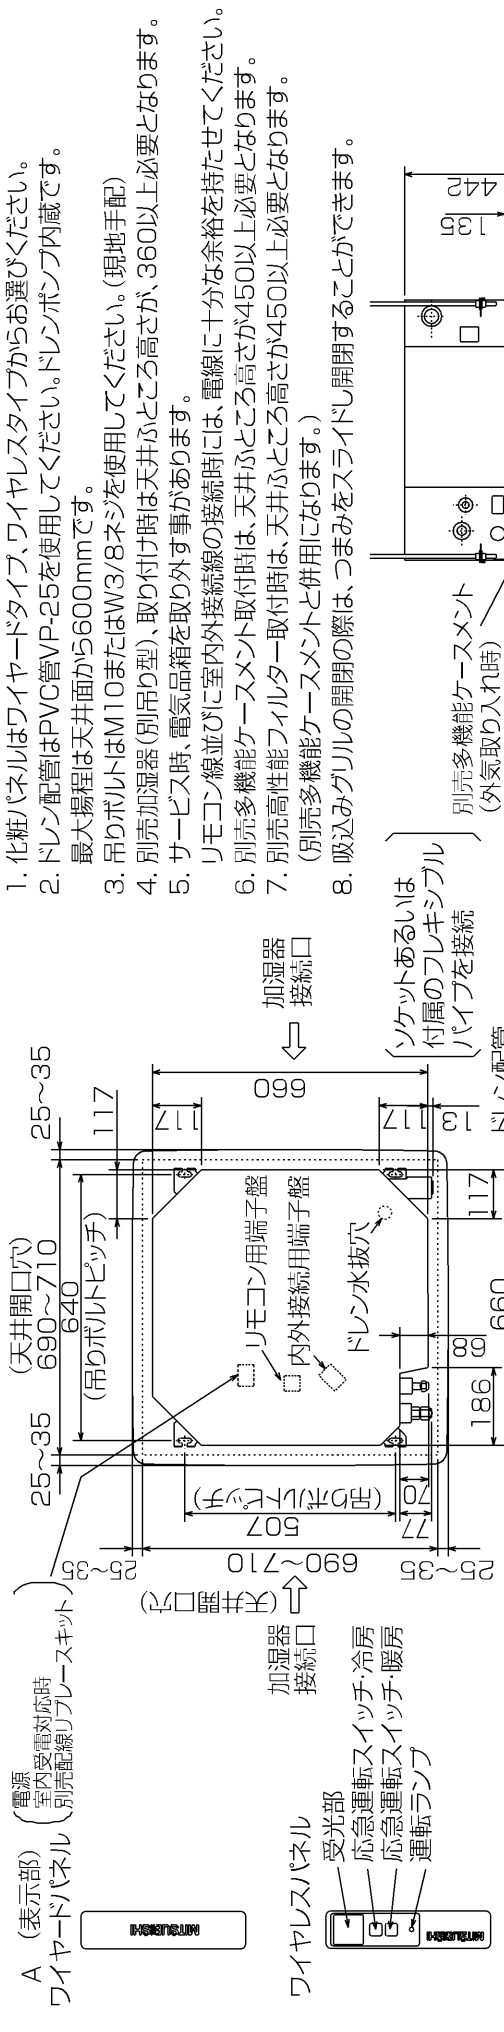 1. 化粧パネルはワイヤードタイプ、ワイヤレスタイプからお選びください。
2. ドレン配管はPVC管VP-25を使用してください。ドレンポンプ内蔵です。
最大揚程は天井面から600mmです。
3. 吊りボルトはM10またはW3/8ネジを使用してください。(現地手配)
4. 別売加湿器(別吊り型)、取り付け時は天井ふところ高さが、360以上必要となります。
5. サービス時、電気品箱を取り外す事があります。
リモコン線並びに室内外接続線の接続時には、電線に十分な余裕を持たせてください。
6. 別売多機能ケースメント取付時は、天井ふところ高さが450以上必要となります。
7. 別売高性能フィルター取付時は、天井ふところ高さが450以上必要となります。
(別売多機能ケースメントと併用になります。)
8. 吸込みグリルの開閉の際は、つまみをスライドし開閉することができます。
A (表示部)
ワイヤードパネル
MITSUBISHI
ワイヤレスパネル
受光部
応急運転スイッチ・冷房
応急運転スイッチ・暖房
運転ランプ
MITSUBISHI
電源
室内受電対応時
別売配線リプレースキット
25~35
(天井開口穴)
690~710
25~35
640
(吊りボルトピッチ)
117
25~35
(天井開口穴)
690~710
507
(吊りボルトピッチ)
25~35
77
70
加湿器
接続口
リモコン用端子盤
内外接続用端子盤
ドレン水抜穴
117
660
117
13
加湿器
接続口
186
68
660
117
ソケットあるいは
付属のフレキシブル
パイプを接続
ドレン配管
別売多機能ケースメント
(外気取り入れ時)
442
135